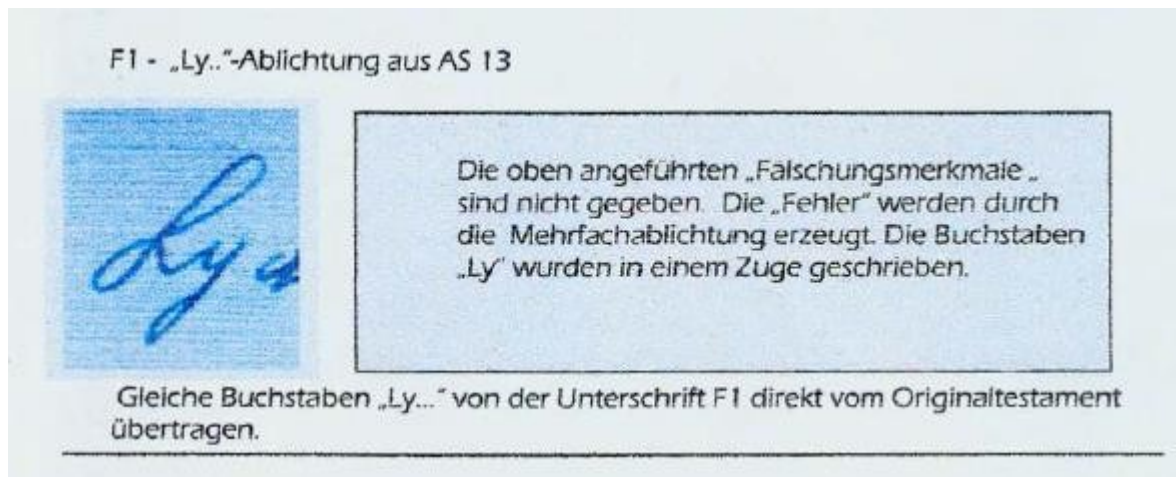 F1 - „Ly.."-Ablichtung aus AS 13
Ly
Die oben angeführten „Fälschungsmerkmale „
sind nicht gegeben. Die „Fehler" werden durch
die Mehrfachablichtung erzeugt. Die Buchstaben
„Ly" wurden in einem Zuge geschrieben.
Gleiche Buchstaben „Ly..." von der Unterschrift F1 direkt vom Originaltestament
übertragen.